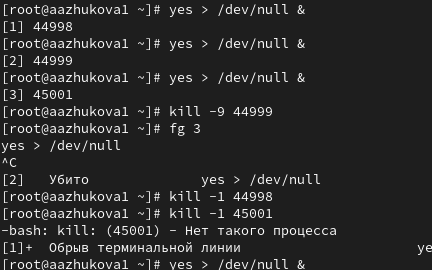 [root@aazhukova1 ~]# yes > /dev/null &
[1] 44998
[root@aazhukova1 ~]# yes > /dev/null &
[2] 44999
[root@aazhukova1 ~]# yes > /dev/null &
[3] 45001
[root@aazhukova1 ~]# kill -9 44999
[root@aazhukova1 ~]# fg 3
yes > /dev/null
^C
[2]   Убито              yes > /dev/null
[root@aazhukova1 ~]# kill -1 44998
[root@aazhukova1 ~]# kill -1 45001
-bash: kill: (45001) - Нет такого процесса
[1]+  Обрыв терминальной линии                      ye
[root@aazhukova1 ~]# yes > /dev/null &